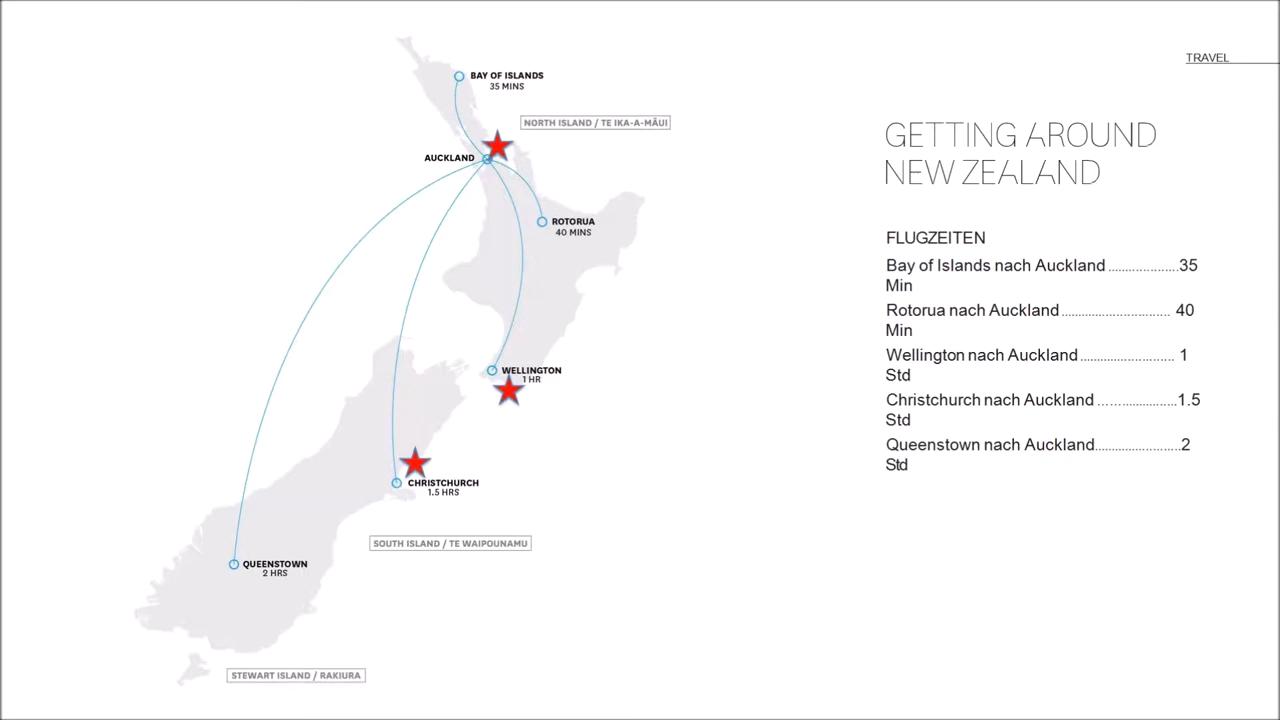 TRAVEL
BAY OF ISLANDS
35 MINS
NORTH ISLAND / TE IKA-A-MĀUI
AUCKLAND
ROTORUA
40 MINS
WELLINGTON
1 HR
CHRISTCHURCH
1.5 HRS
SOUTH ISLAND / TE WAIPOUNAMU
QUEENSTOWN
2 HRS
STEWART ISLAND / RAKIURA
GETTING AROUND
NEW ZEALAND
FLUGZEITEN
Bay of Islands nach Auckland ......................35
Min
Rotorua nach Auckland ................................. 40
Min
Wellington nach Auckland ............................. 1
Std
Christchurch nach Auckland ........................1.5
Std
Queenstown nach Auckland..........................2
Std